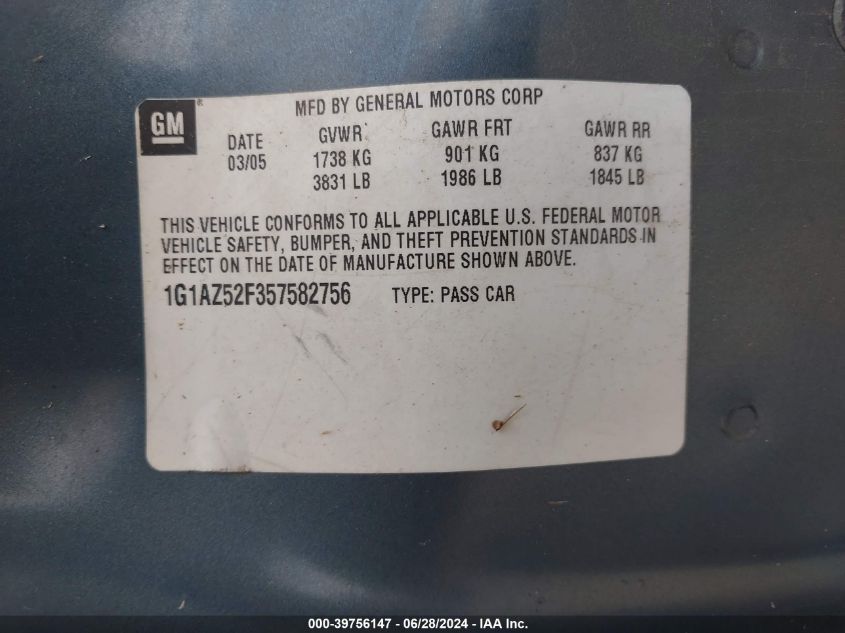 MFD BY GENERAL MOTORS CORP
GM®
DATE GVWR GAWR FRT GAWR RR
03/05 1738 KG 901 KG 837 KG
3831 LB 1986 LB 1845 LB
THIS VEHICLE CONFORMS TO ALL APPLICABLE U.S. FEDERAL MOTOR
VEHICLE SAFETY, BUMPER, AND THEFT PREVENTION STANDARDS IN
EFFECT ON THE DATE OF MANUFACTURE SHOWN ABOVE.
1G1AZ52F357582756 TYPE: PASS CAR
000-39756147 - 06/28/2024 - IAA Inc.